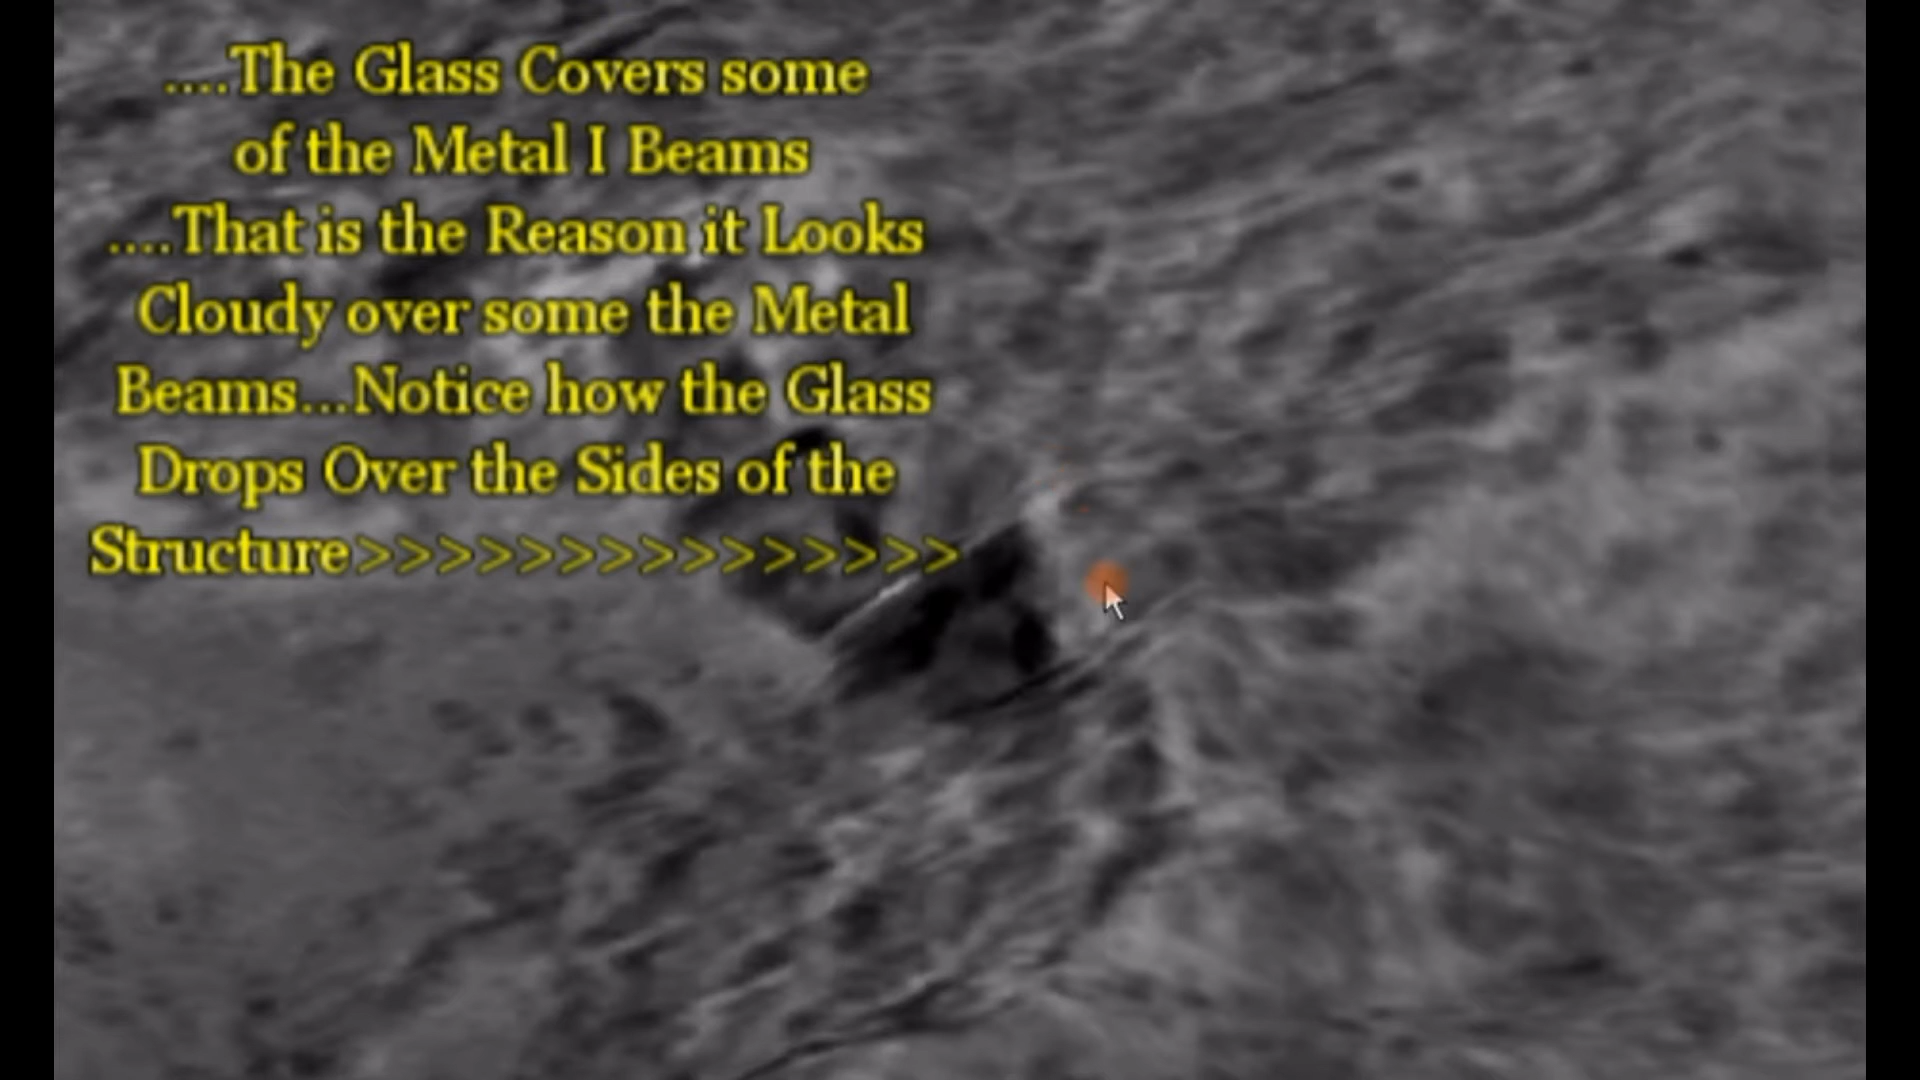 ....The Glass Covers some
of the Metal I Beams
....That is the Reason it Looks
Cloudy over some the Metal
Beams...Notice how the Glass
Drops Over the Sides of the
Structure>>>>>>>>>>>>>>>